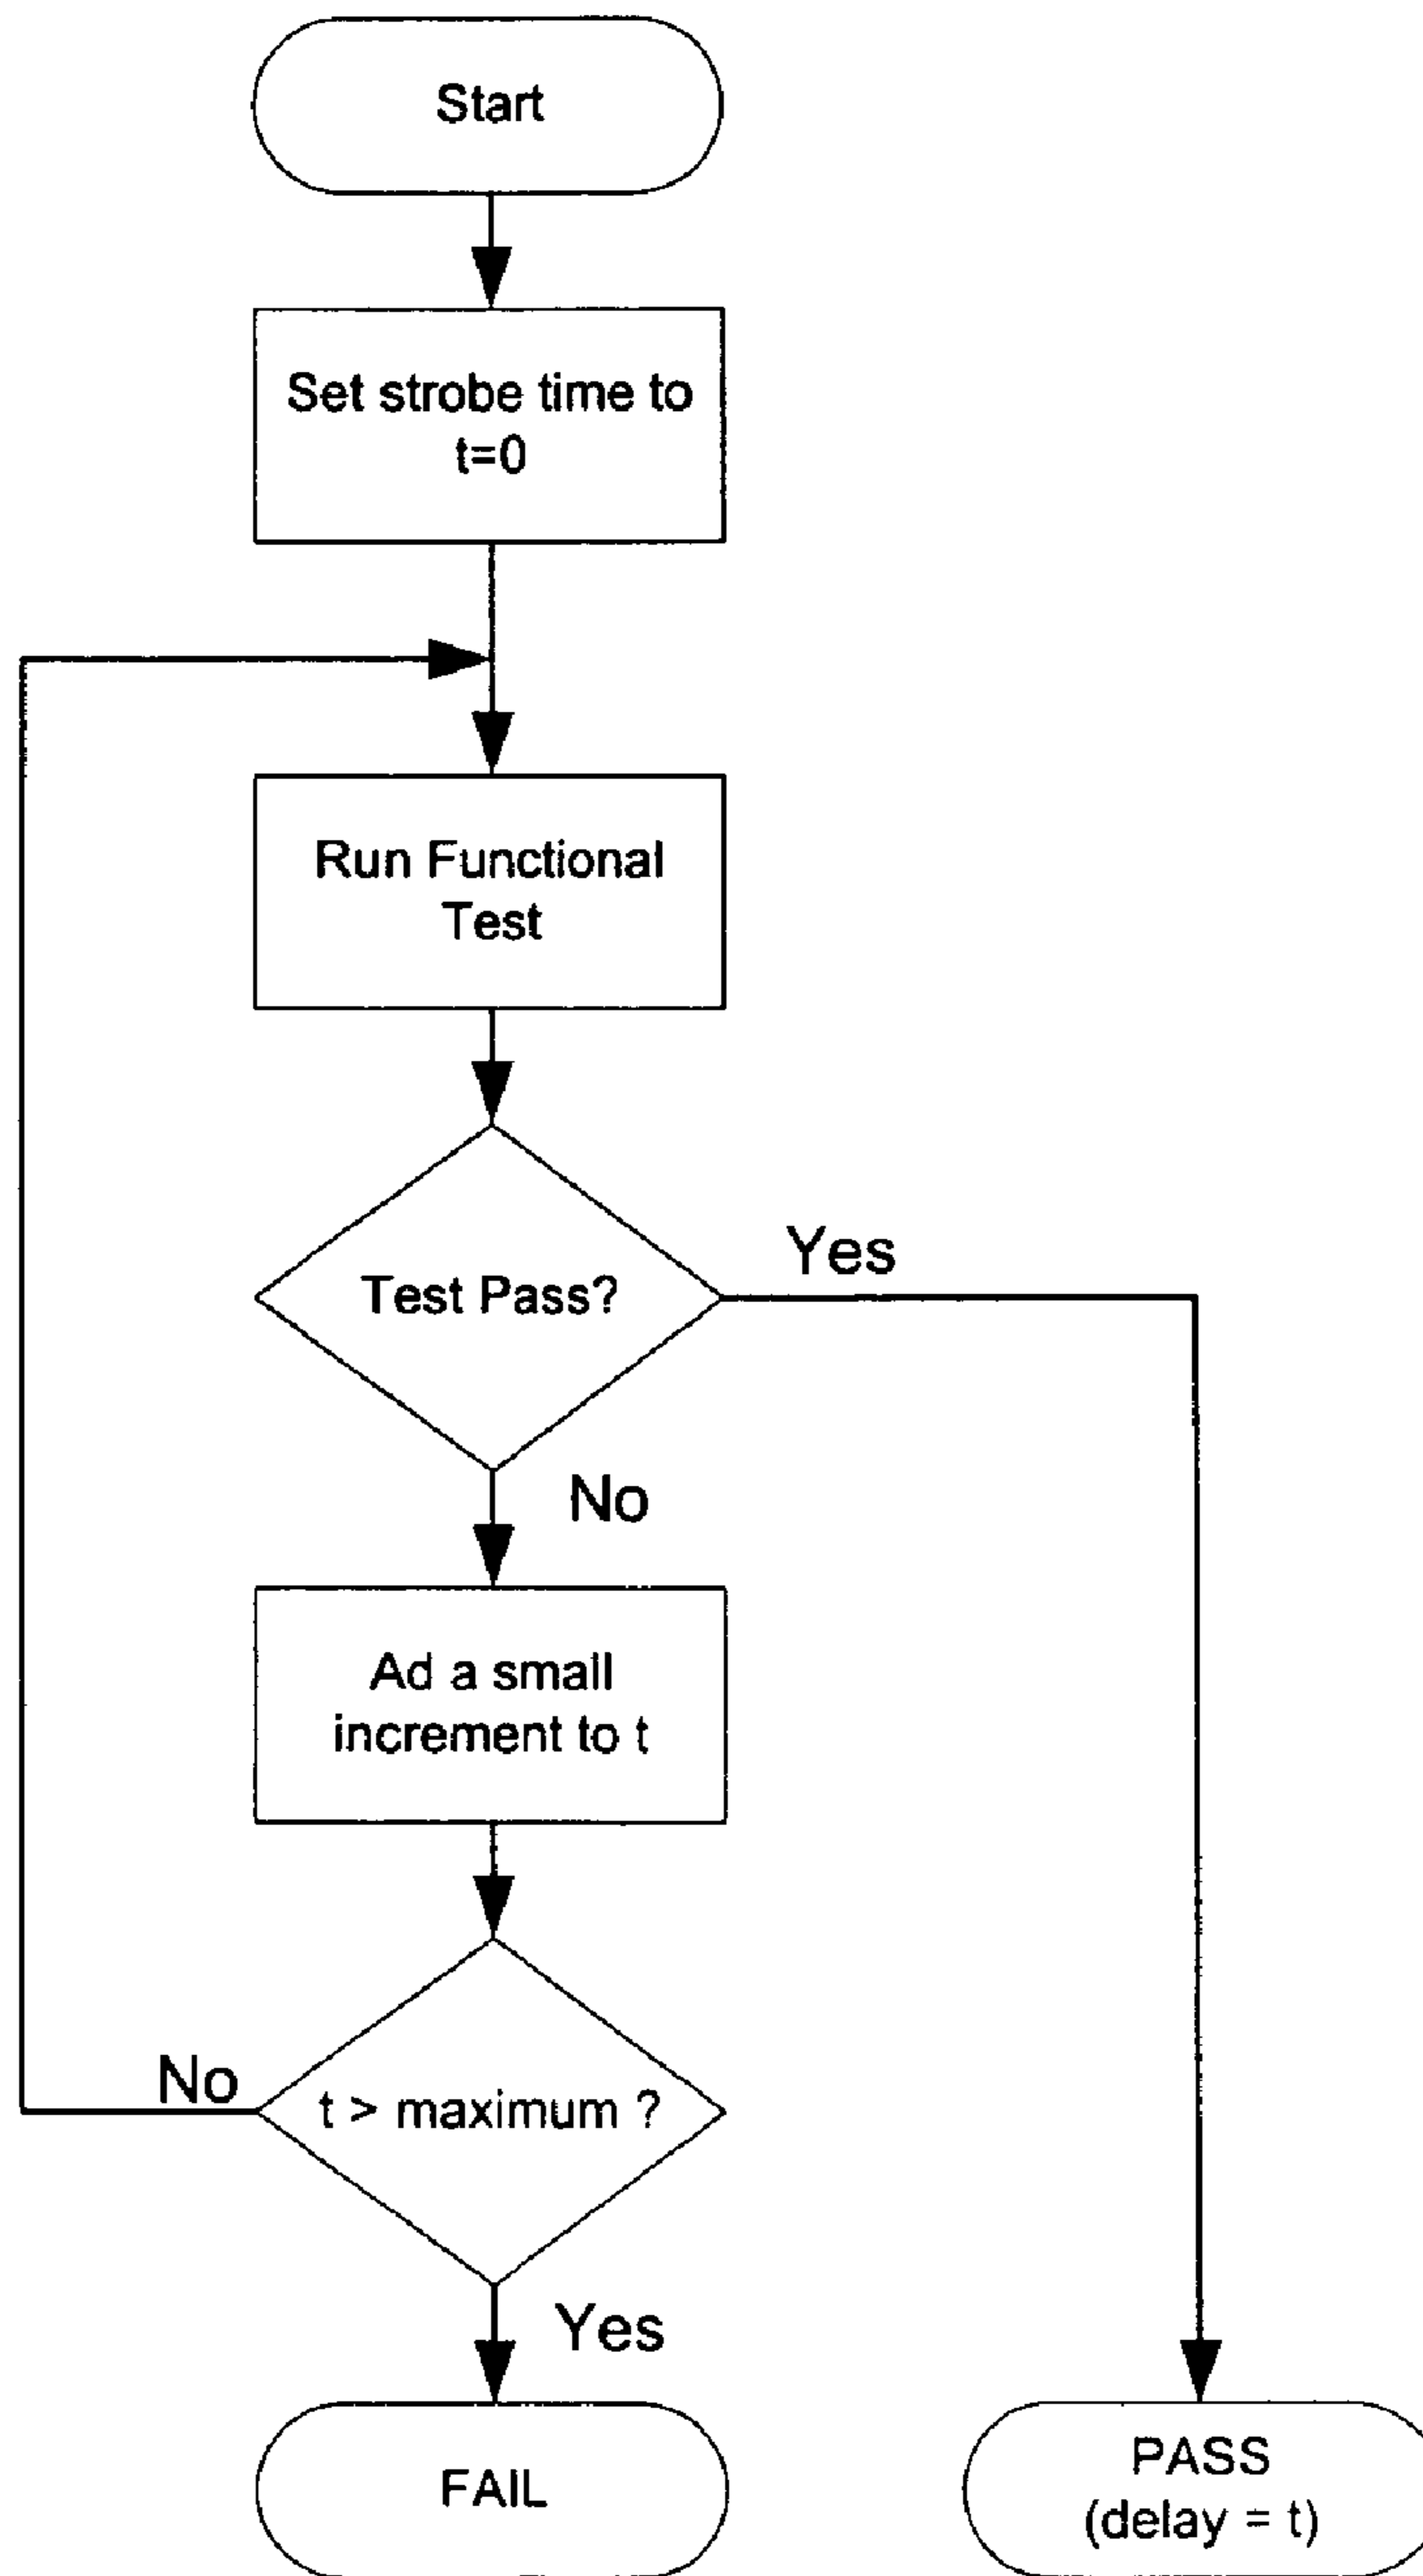 Start
Set strobe time to
t=0
Run Functional
Test
Test Pass?
Yes
No
Ad a small
increment to t
No
t > maximum ?
Yes
FAIL
PASS
(delay = t)